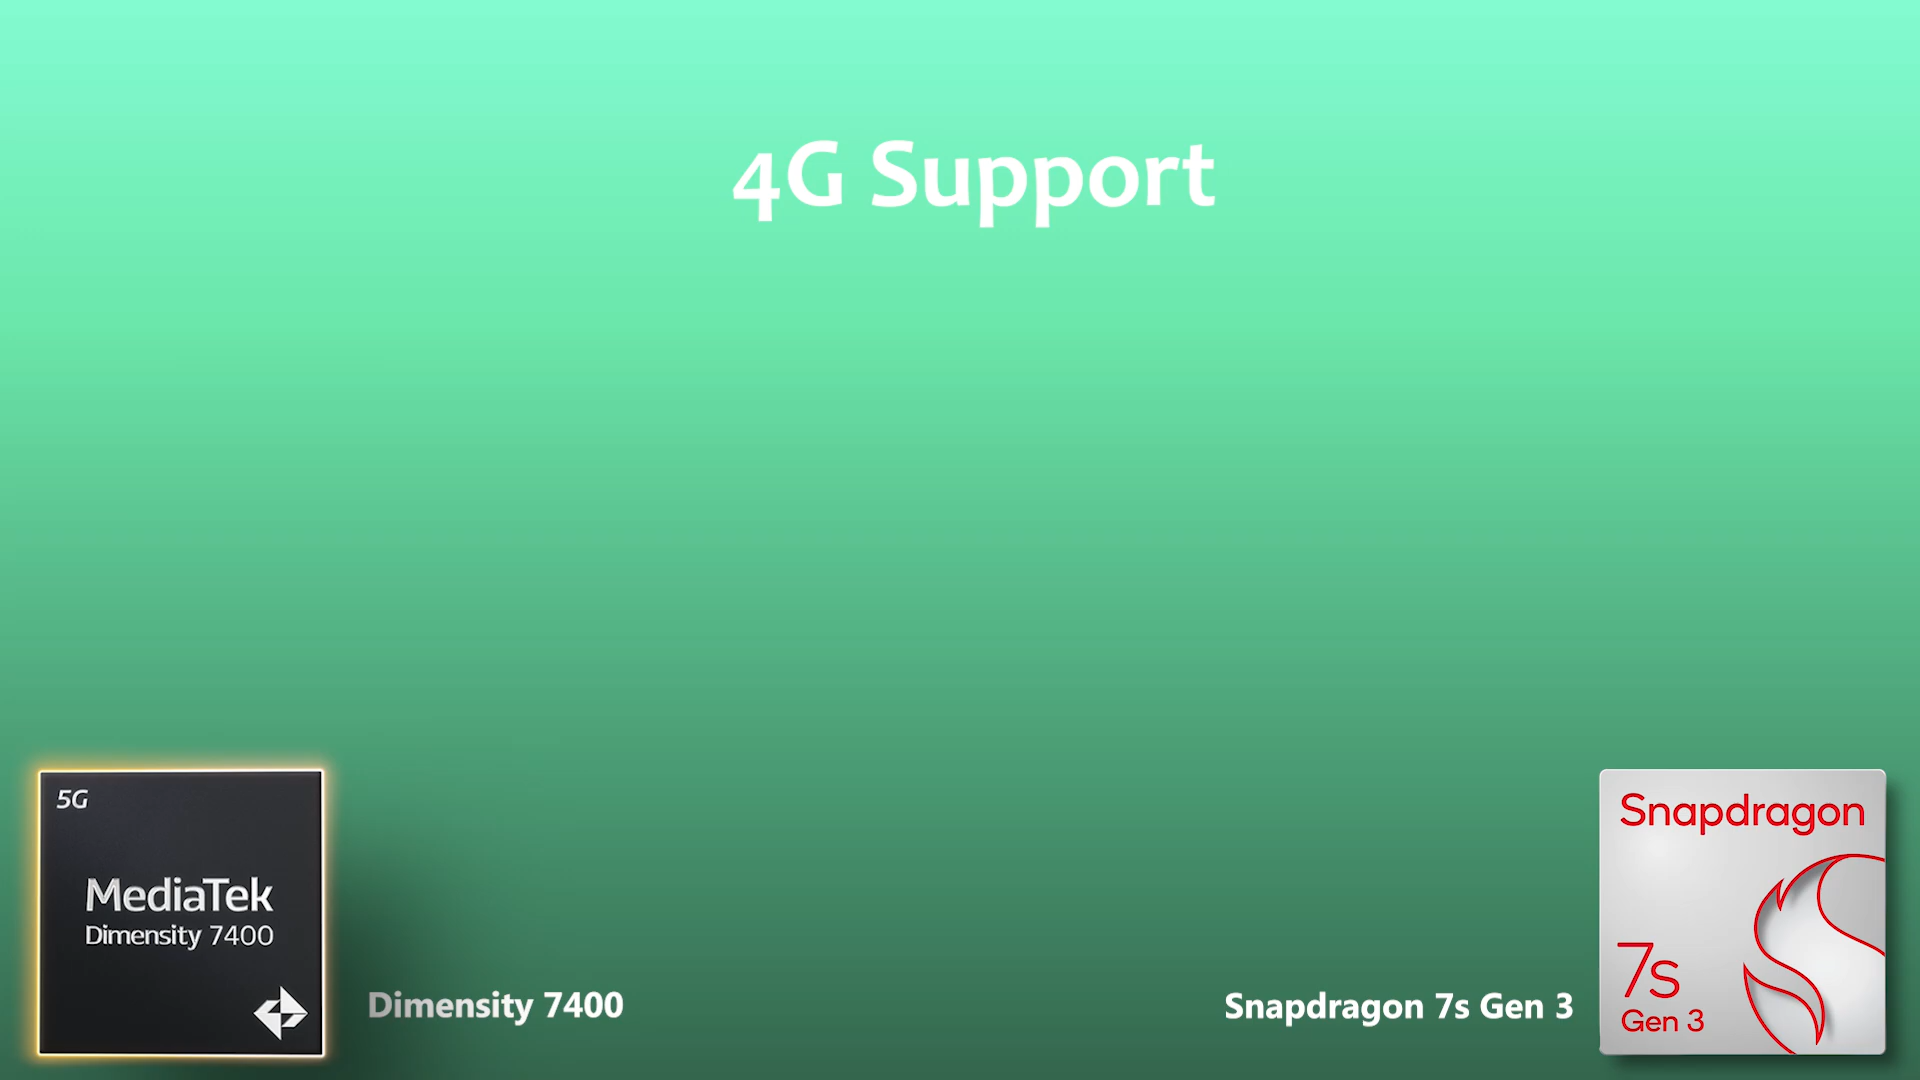 4G Support
5G
MediaTek
Dimensity 7400
Dimensity 7400
Snapdragon 7s Gen 3
Snapdragon
7s
Gen 3